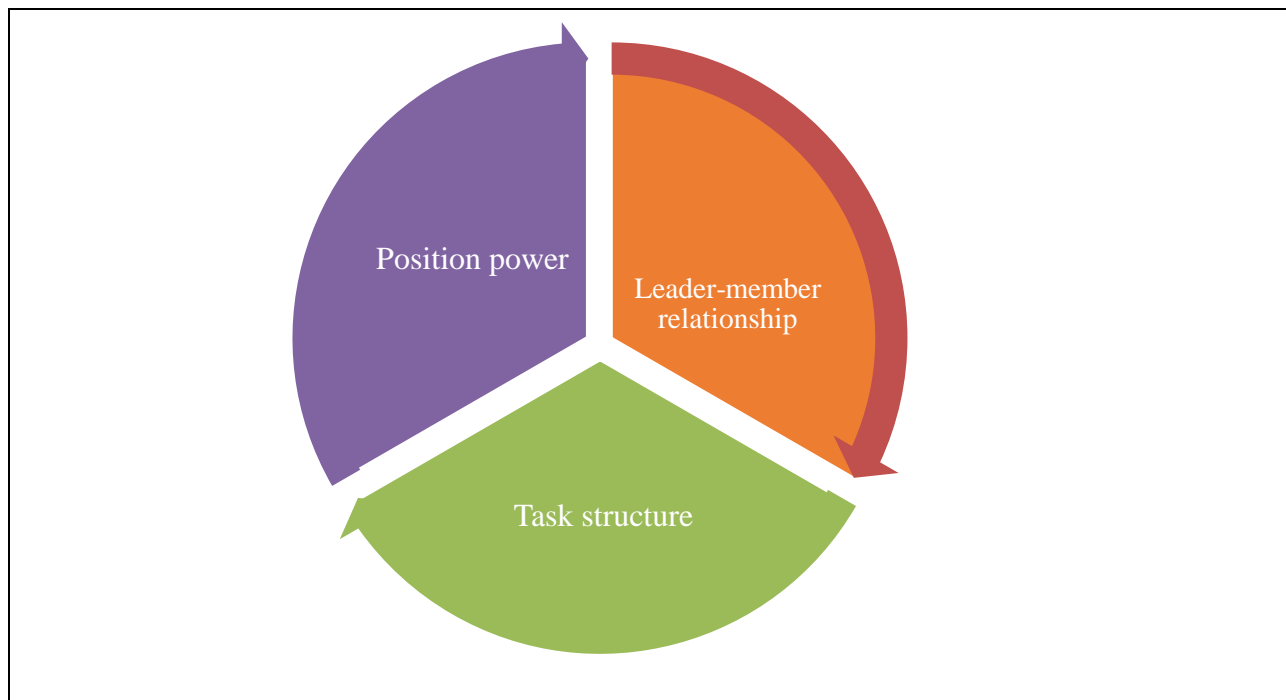 Position power
Leader-member
relationship
Task structure